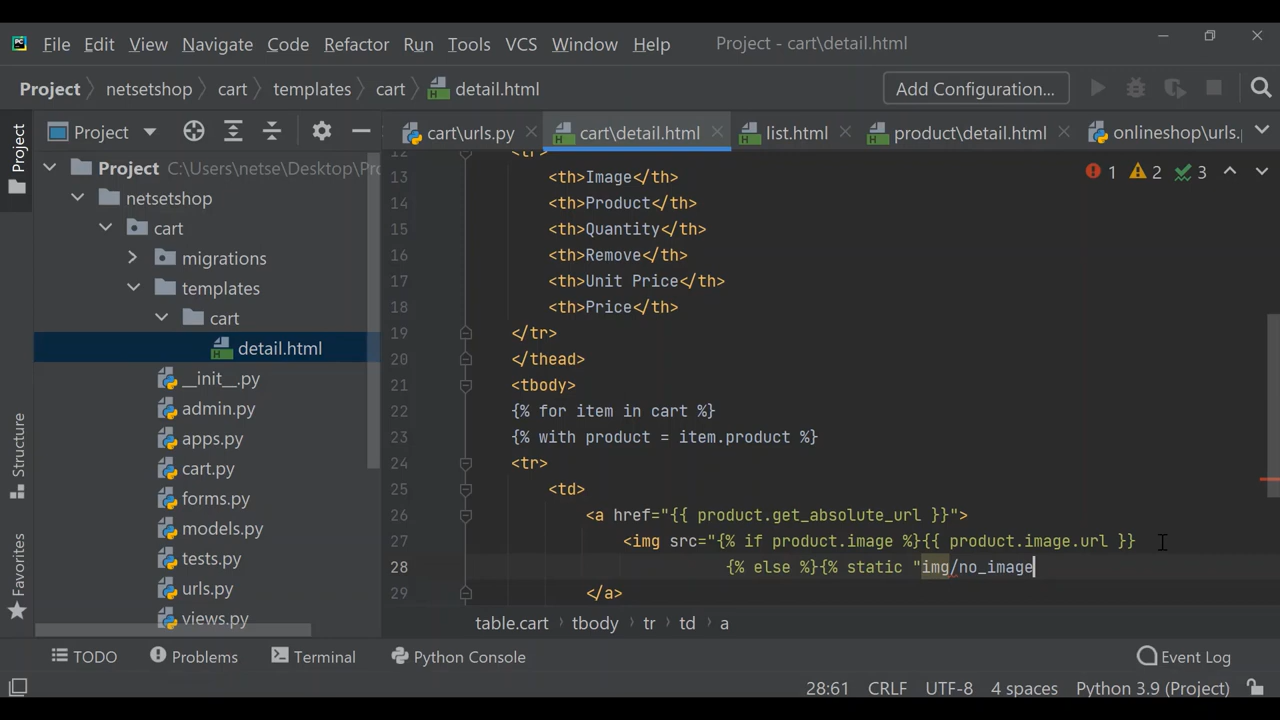 File Edit View Navigate Code Refactor Run Tools VCS Window Help Project - cart\detail.html
Project netsetshop cart templates cart detail.html Add Configuration...
Project cart\urls.py cart\detail.html list.html product\detail.html onlineshop\urls.
Project C:\Users\netse\Desktop\Pr
netsetshop
cart
migrations
templates
cart
detail.html
__init__.py
admin.py
apps.py
cart.py
forms.py
models.py
tests.py
urls.py
views.py
Project
Structure
Favorites
1 2 3
12 <tr>
13 <th>Image</th>
14 <th>Product</th>
15 <th>Quantity</th>
16 <th>Remove</th>
17 <th>Unit Price</th>
18 <th>Price</th>
19 </tr>
20 </thead>
21 <tbody>
22 {% for item in cart %}
23 {% with product = item.product %}
24 <tr>
25 <td>
26 <a href="{{ product.get_absolute_url }}">
27 <img src="{% if product.image %}{{ product.image.url }}
28 {% else %}{% static "img/no_image
29 </a>
table.cart tbody tr td a
TODO Problems Terminal Python Console Event Log
28:61 CRLF UTF-8 4 spaces Python 3.9 (Project)